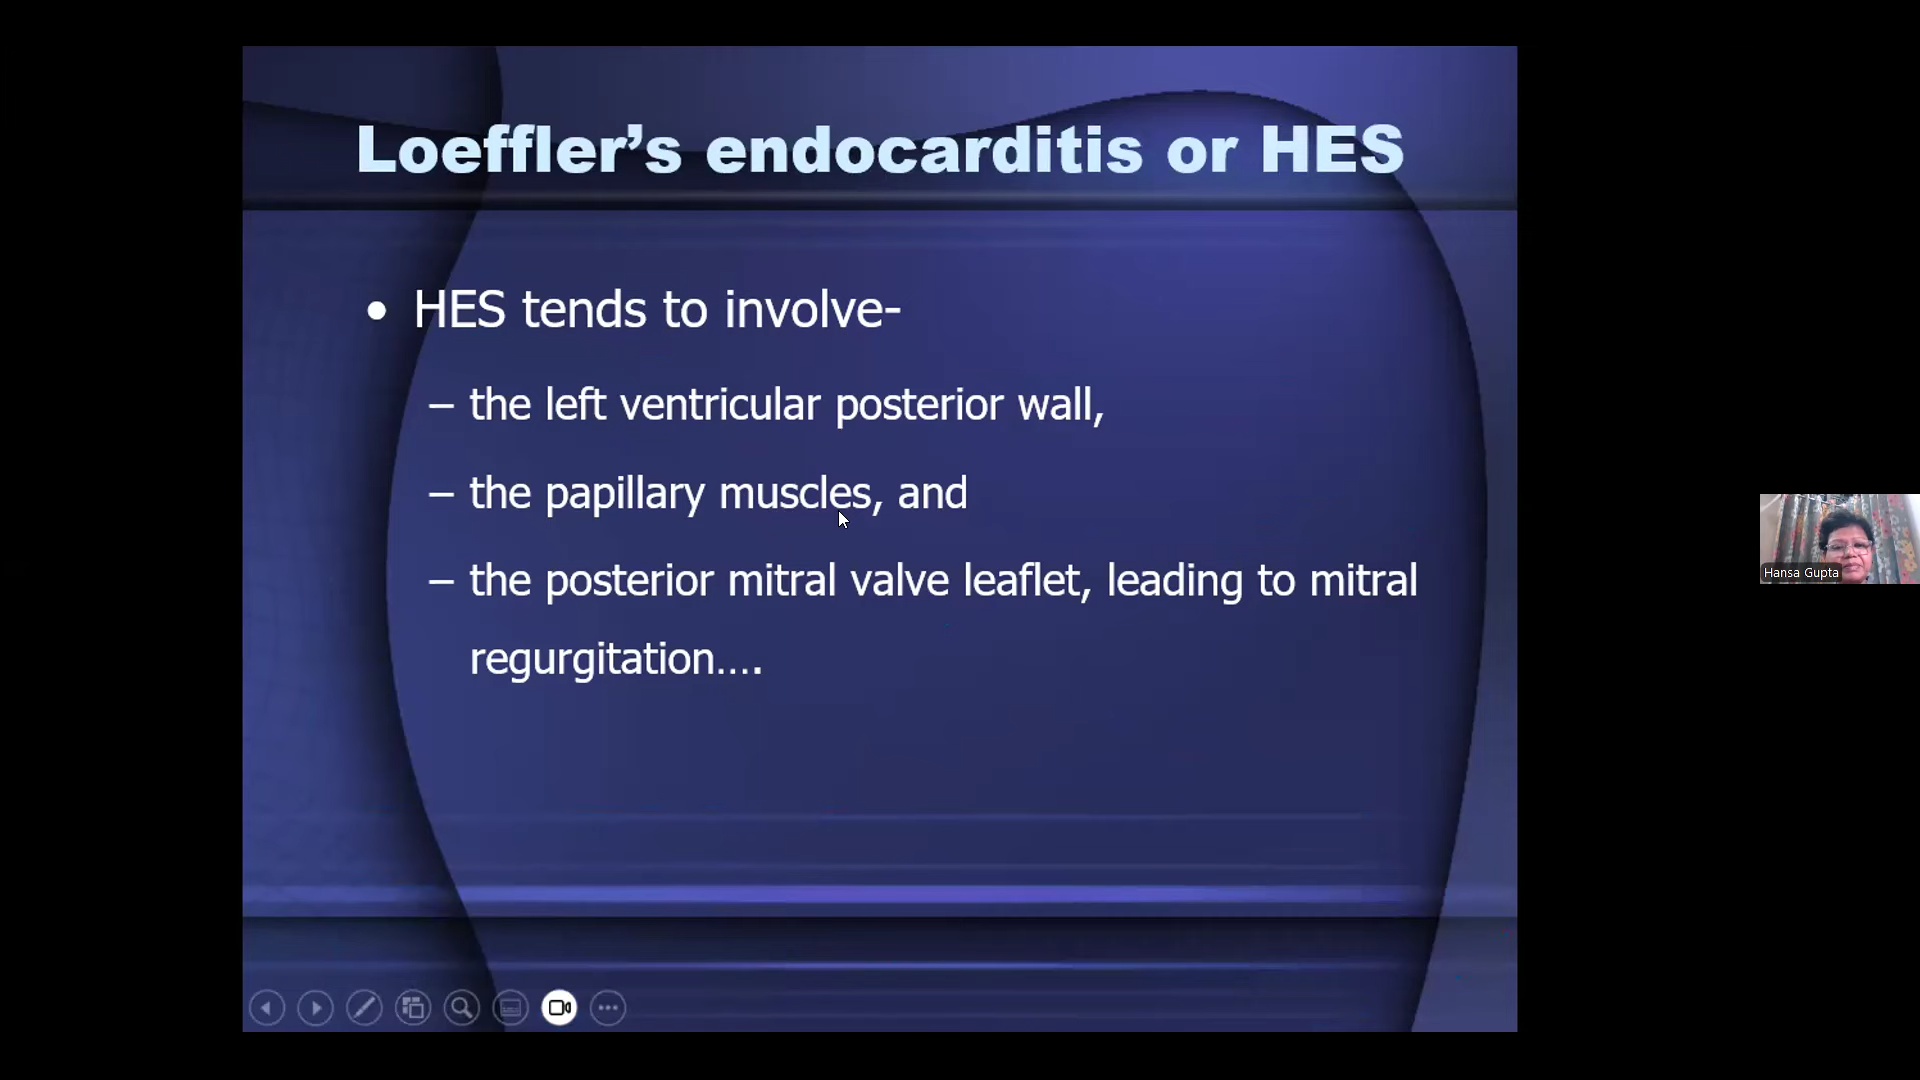 Loeffler’s endocarditis or HES
• HES tends to involve-
– the left ventricular posterior wall,
– the papillary muscles, and
– the posterior mitral valve leaflet, leading to mitral
regurgitation….
Hansa Gupta